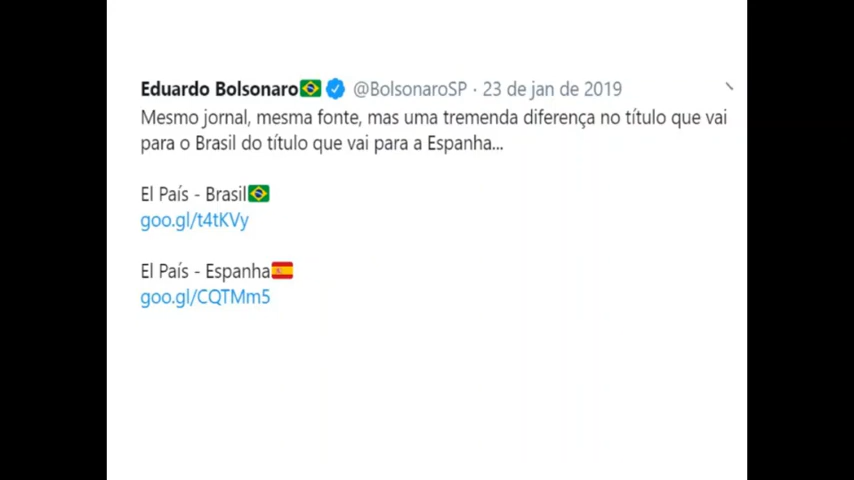 Eduardo Bolsonaro🇧🇷 @BolsonaroSP · 23 de jan de 2019
Mesmo jornal, mesma fonte, mas uma tremenda diferença no título que vai
para o Brasil do título que vai para a Espanha...
El País - Brasil🇧🇷
goo.gl/t4tKVy
El País - Espanha🇪🇸
goo.gl/CQTMm5